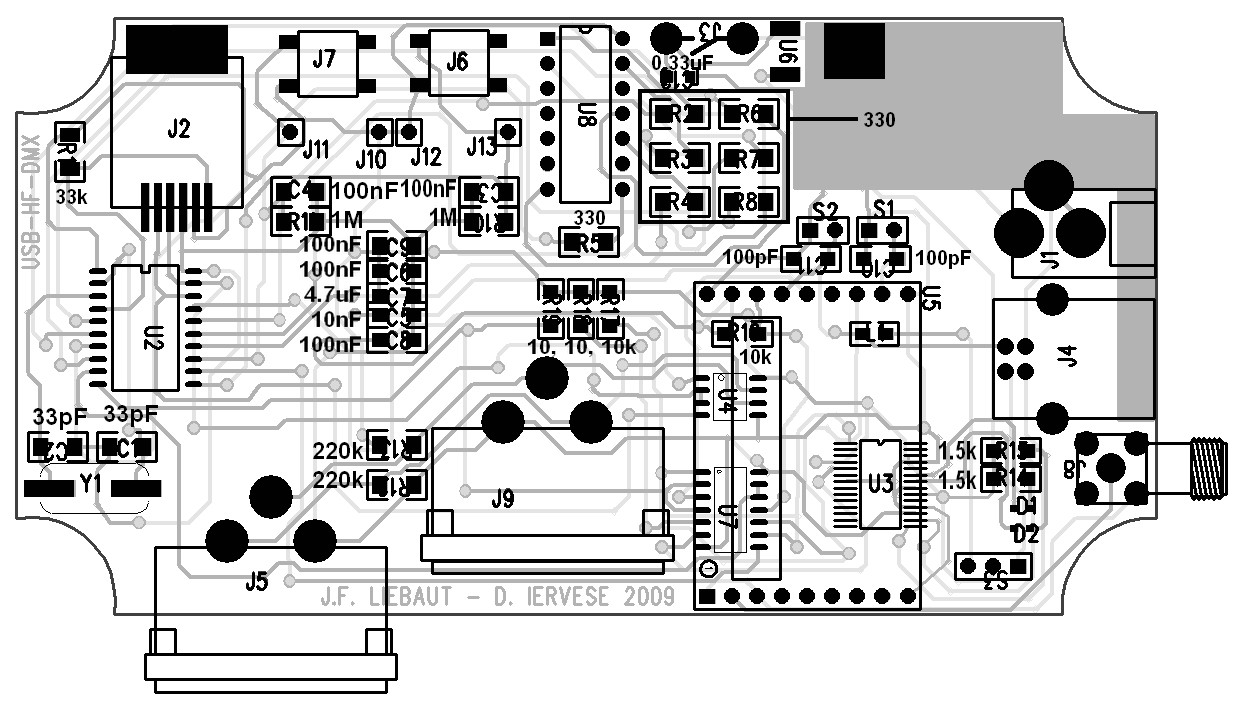 J3
0.33uF
C13
U6
J7
J6
U8
R2
R6
330
J2
R1
33k
USB-HF-DMX
J11
J10
J12
J13
R3
R7
R4
R8
C4
100nF
100nF
C3
1M
1M
R10
330
R5
S2
S1
100nF
C9
100pF
C11
C10
100pF
J1
100nF
C6
4.7uF
C7
10nF
C5
100nF
C8
U2
R19
R18
R17
10, 10, 10k
U5
R16
10k
L1
J4
U4
33pF
33pF
C2
C1
Y1
220k
R13
220k
R12
J9
U7
U3
1.5k
R15
1.5k
R14
J8
D1
D2
S3
J5
J.F. LIEBAUT - D. IERVESE 2009